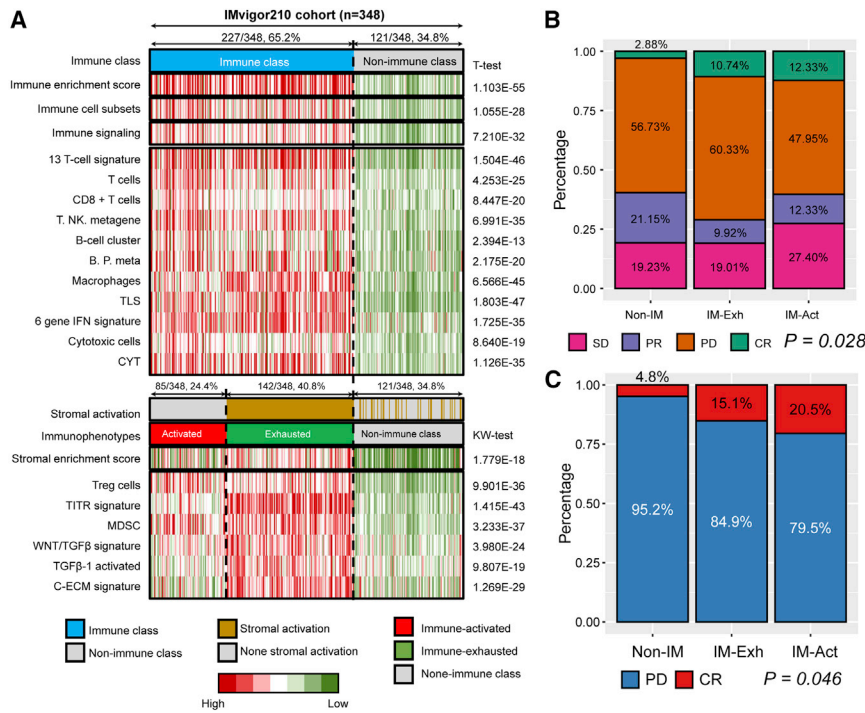 A
IMvigor210 cohort (n=348)
227/348, 65.2% 121/348, 34.8%
Immune class Immune class Non-immune class T-test
Immune enrichment score 1.103E-55
Immune cell subsets 1.055E-28
Immune signaling 7.210E-32
13 T-cell signature 1.504E-46
T cells 4.253E-25
CD8 + T cells 8.447E-20
T. NK. metagene 6.991E-35
B-cell cluster 2.394E-13
B. P. meta 2.175E-20
Macrophages 6.566E-45
TLS 1.803E-47
6 gene IFN signature 1.725E-35
Cytotoxic cells 8.640E-19
CYT 1.126E-35
85/348, 24.4% 142/348, 40.8% 121/348, 34.8%
Stromal activation
Immunophenotypes Activated Exhausted Non-immune class KW-test
Stromal enrichment score 1.779E-18
Treg cells 9.901E-36
TITR signature 1.415E-43
MDSC 3.233E-37
WNT/TGFβ signature 3.980E-24
TGFβ-1 activated 9.807E-19
C-ECM signature 1.269E-29
Immune class Stromal activation Immune-activated
Non-immune class None stromal activation Immune-exhausted
None-immune class
High Low
B
2.88%
1.00
10.74% 12.33%
0.75
56.73% 60.33% 47.95%
0.50
Percentage
21.15% 9.92% 12.33%
0.25
19.23% 19.01% 27.40%
0.00
Non-IM IM-Exh IM-Act
SD PR PD CR P = 0.028
C
4.8%
1.00
15.1% 20.5%
0.75
95.2% 84.9% 79.5%
0.50
Percentage
0.25
0.00
Non-IM IM-Exh IM-Act
PD CR P = 0.046